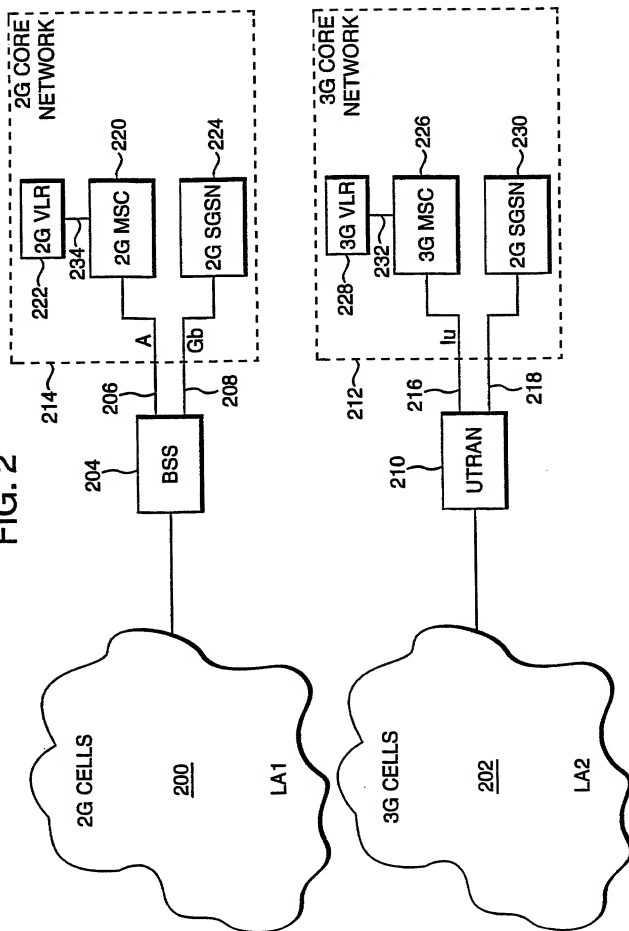 FIG. 2
2G CELLS
200
LA1
204
BSS
206
208
A
Gb
214
222
2G VLR
234
2G MSC
220
2G SGSN
224
2G CORE
NETWORK
3G CELLS
202
LA2
210
UTRAN
216
218
Iu
212
228
3G VLR
232
3G MSC
226
2G SGSN
230
3G CORE
NETWORK